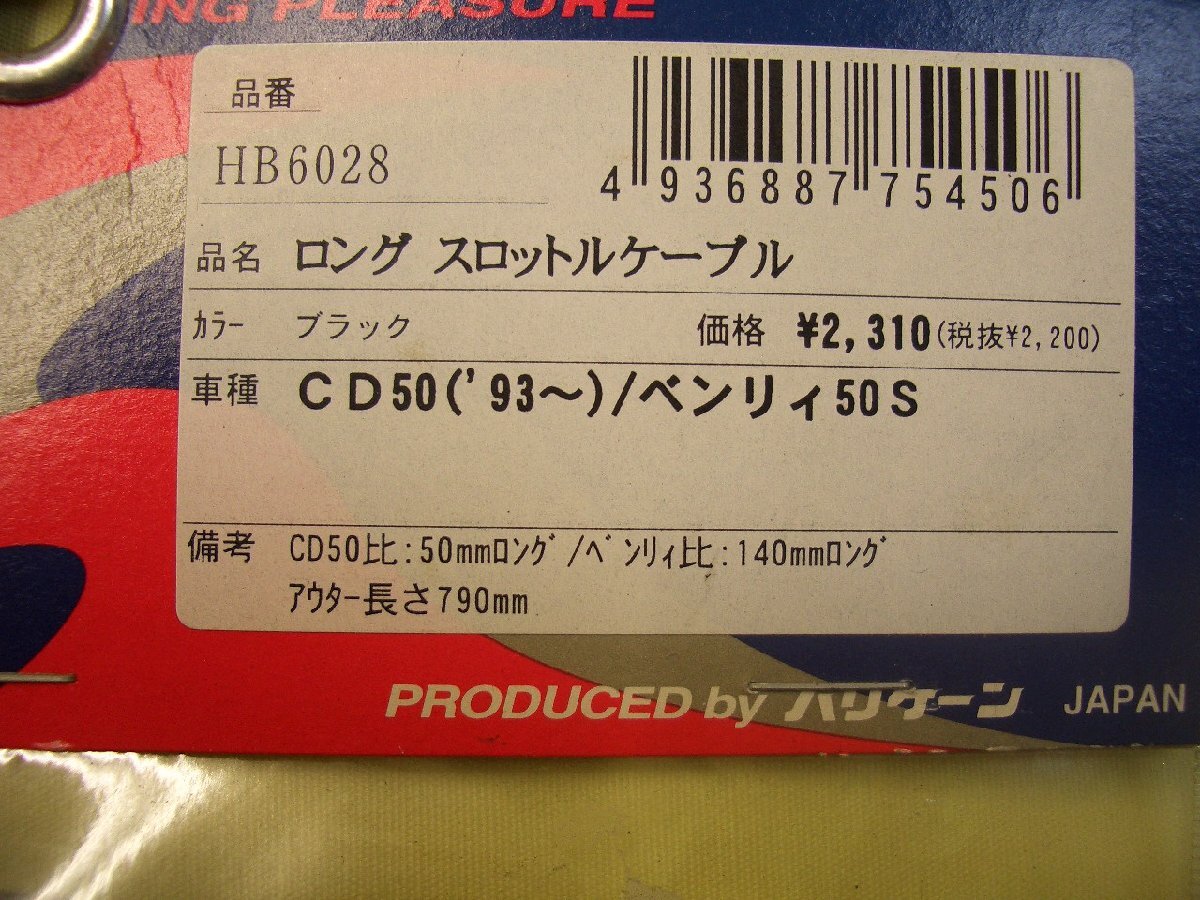 ING PLEASURE
品番
HB6028
4 936887 754506
品名 ロング スロットルケーブル
ｶﾗｰ ブラック 価格 ¥2,310(税抜¥2,200)
車種 CD50('93～)/ベンリィ50S
備考 CD50比:50mmﾛﾝｸﾞ/ﾍﾞﾝﾘｨ比:140mmﾛﾝｸﾞ
ｱｳﾀｰ長さ790mm
PRODUCED by ハリケーン JAPAN